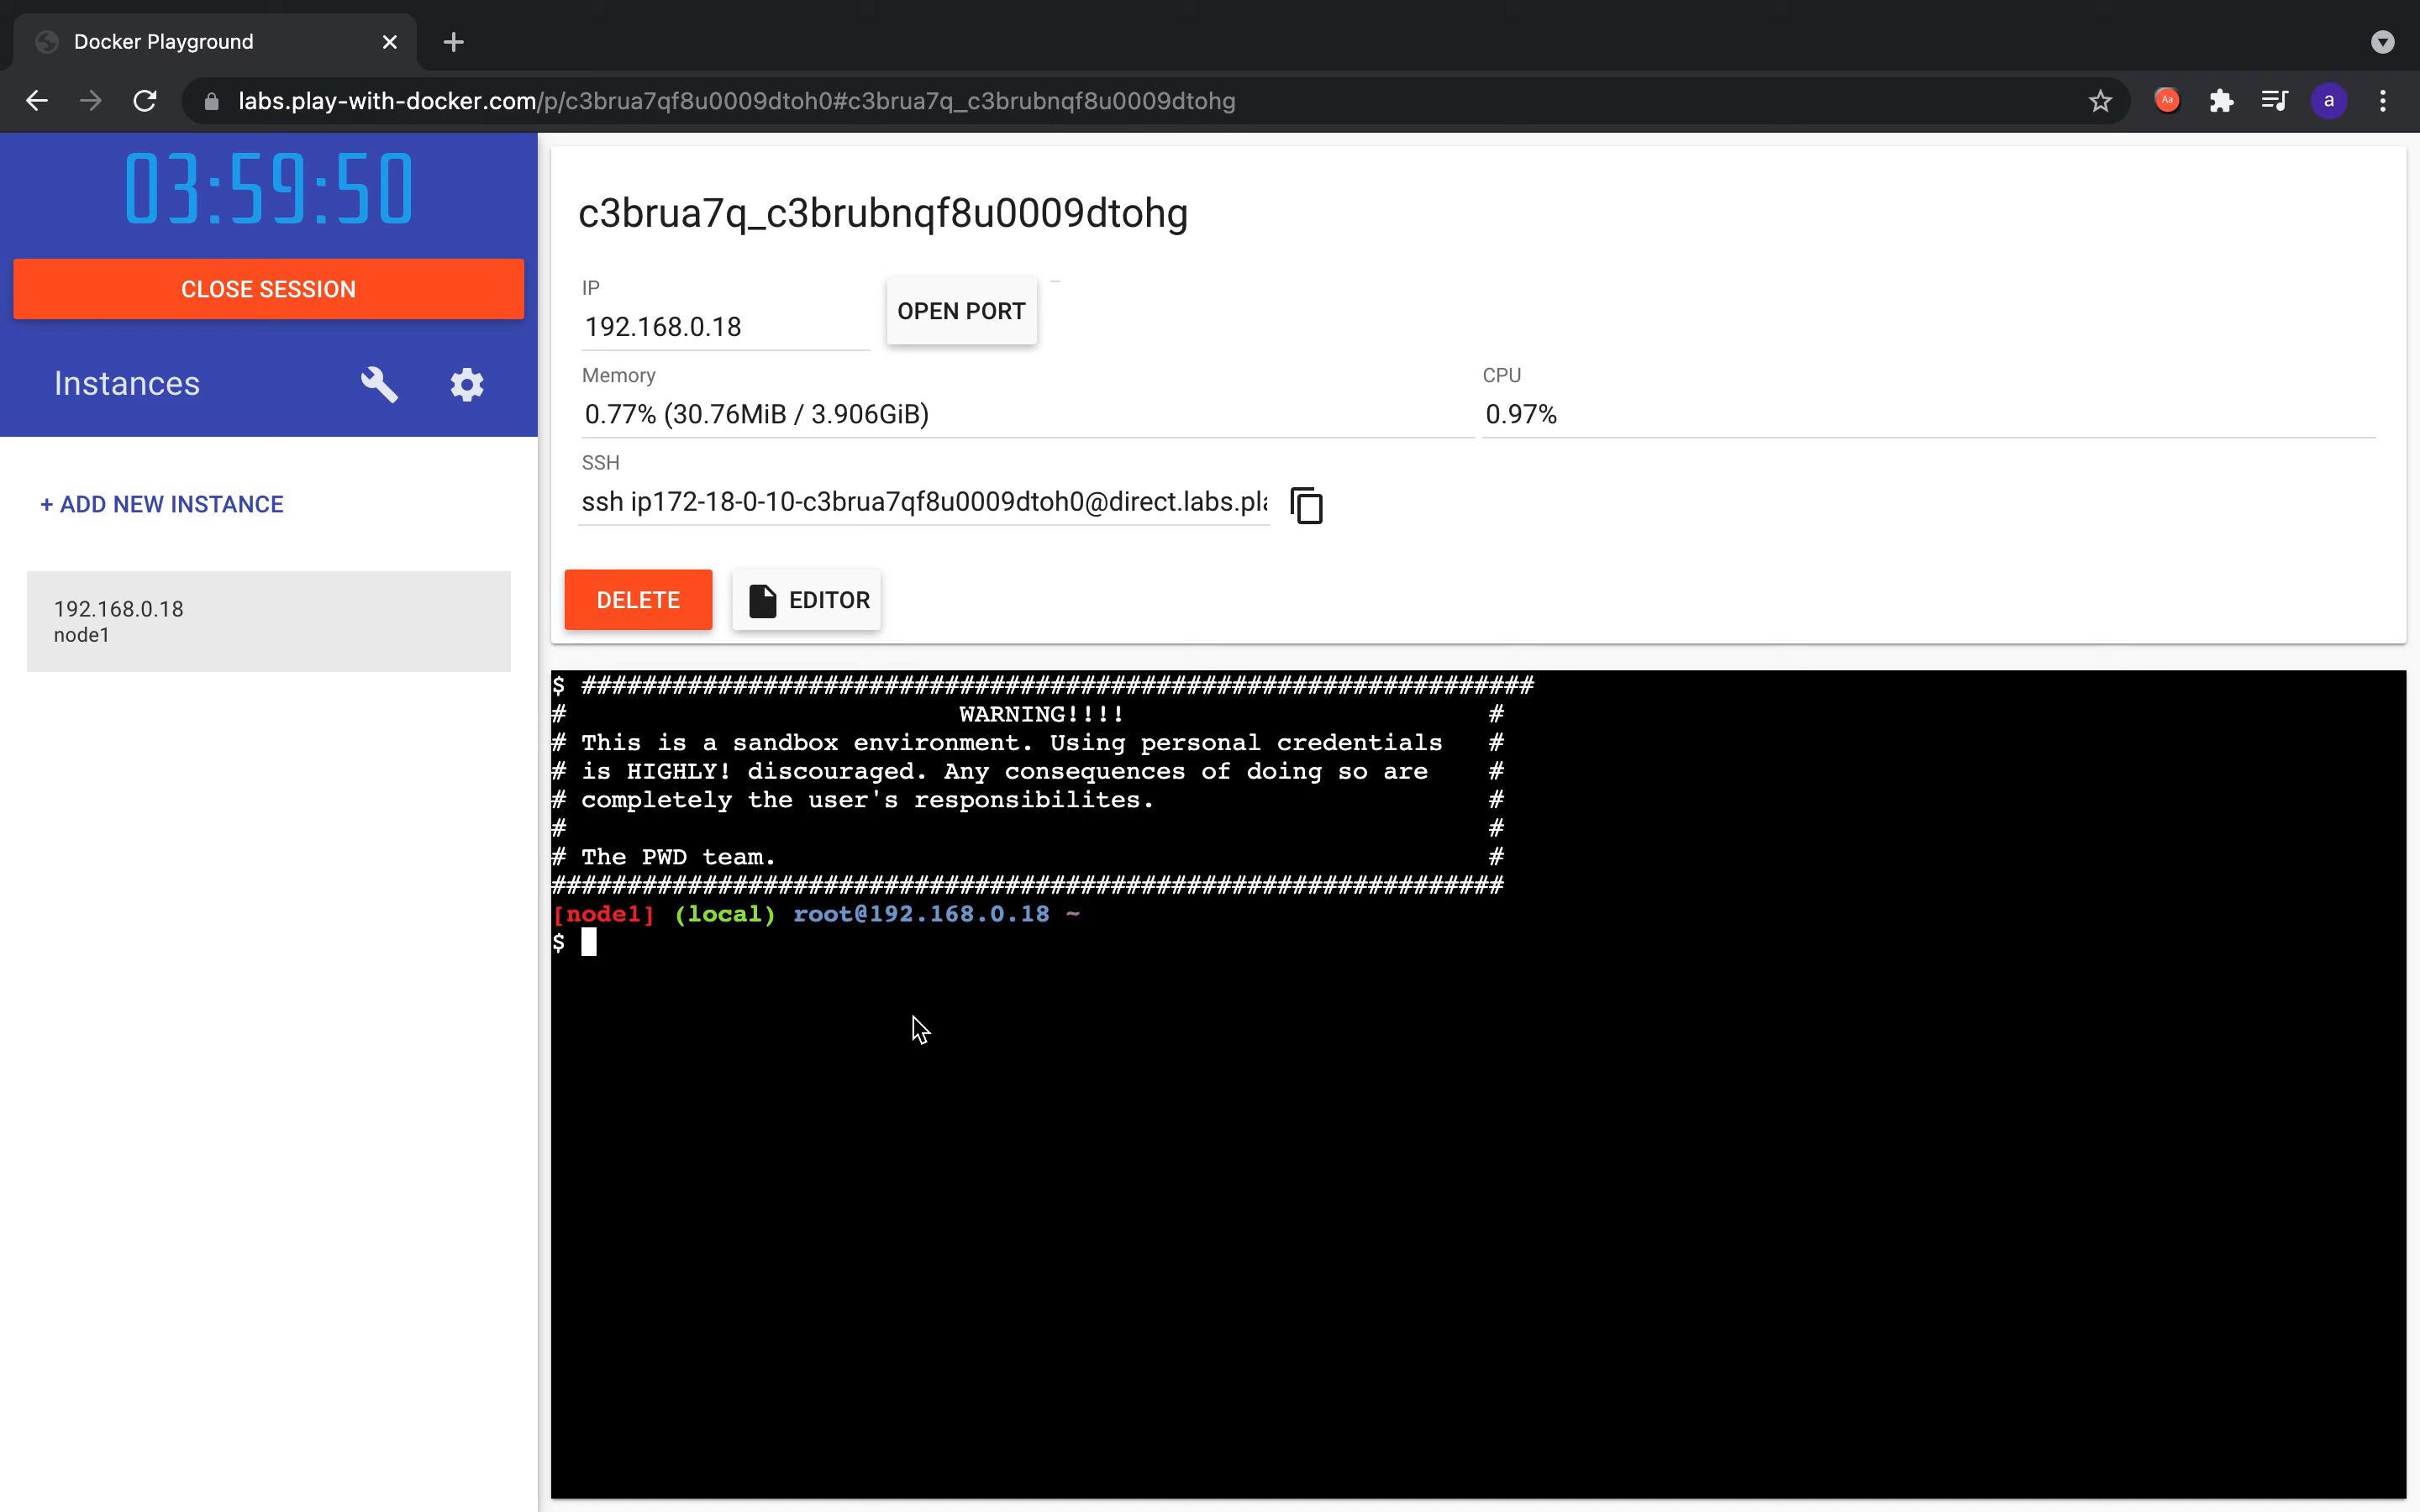 Docker Playground
labs.play-with-docker.com/p/c3brua7qf8u0009dtoh0#c3brua7q_c3brubnqf8u0009dtohg
Aa
a
03:59:50
CLOSE SESSION
Instances
+ ADD NEW INSTANCE
192.168.0.18
node1
c3brua7q_c3brubnqf8u0009dtohg
IP
192.168.0.18
OPEN PORT
Memory
0.77% (30.76MiB / 3.906GiB)
CPU
0.97%
SSH
ssh ip172-18-0-10-c3brua7qf8u0009dtoh0@direct.labs.pla
DELETE
EDITOR
$ ###############################################################
#                          WARNING!!!!                        #
# This is a sandbox environment. Using personal credentials   #
# is HIGHLY! discouraged. Any consequences of doing so are    #
# completely the user's responsibilites.                      #
#                                                             #
# The PWD team.                                               #
###############################################################
[node1] (local) root@192.168.0.18 ~
$